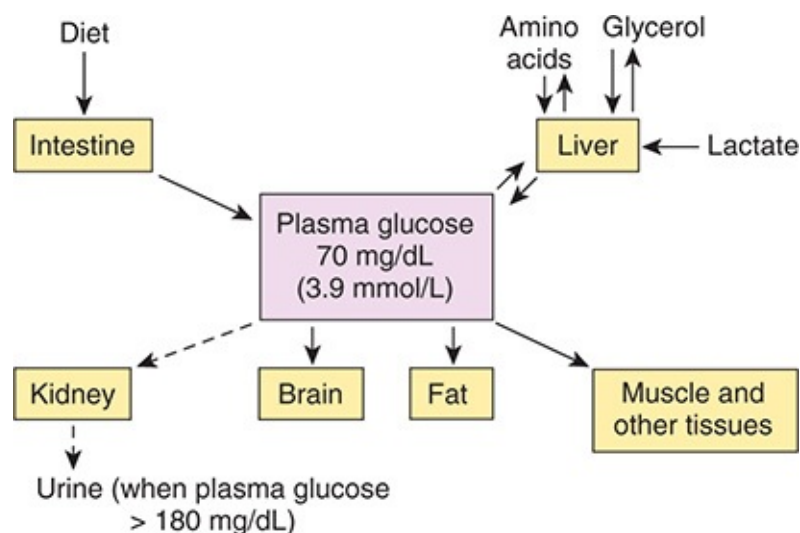 Diet
Amino
acids
Glycerol
Intestine
Liver
Lactate
Plasma glucose
70 mg/dL
(3.9 mmol/L)
Kidney
Brain
Fat
Muscle and
other tissues
Urine (when plasma glucose
> 180 mg/dL)